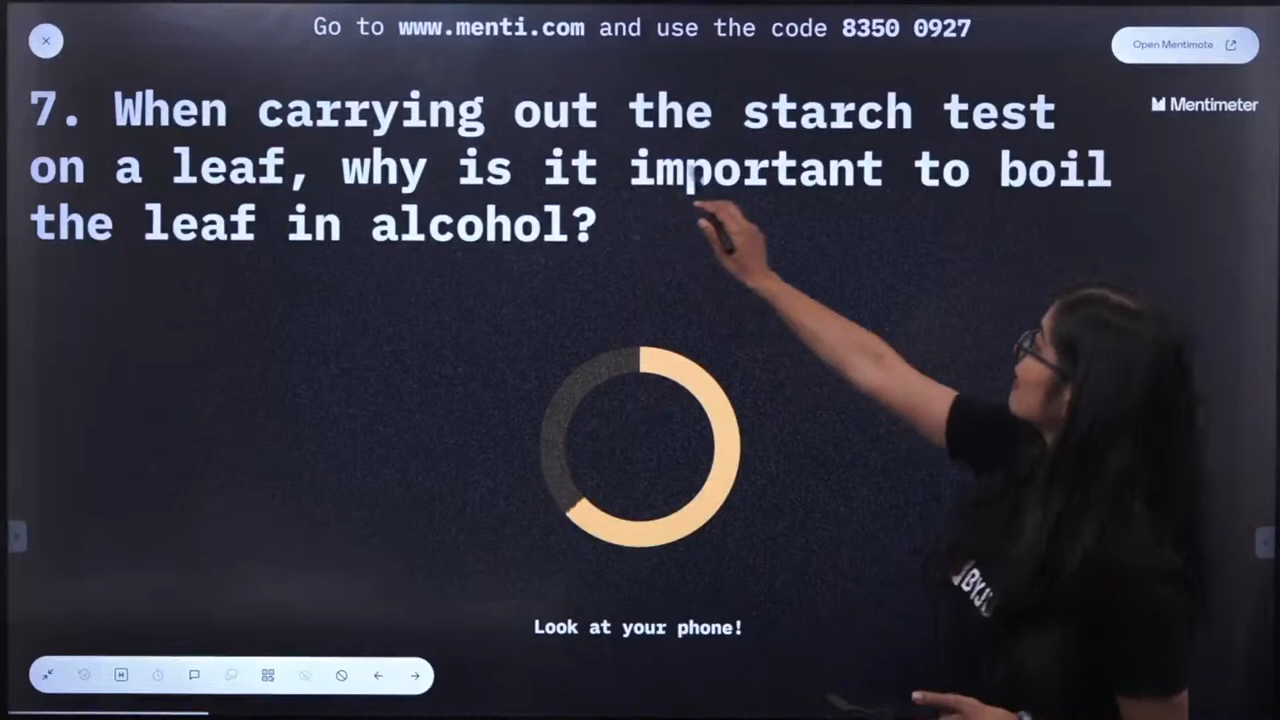 Go to www.menti.com and use the code 8350 0927
Open Mentimote
Mentimeter
7. When carrying out the starch test
on a leaf, why is it important to boil
the leaf in alcohol?
Look at your phone!
H